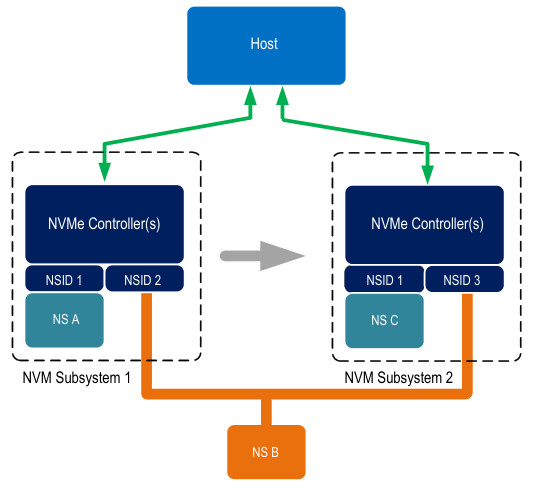 Host
NVMe Controller(s)
NVMe Controller(s)
NSID 1
NSID 2
NSID 1
NSID 3
NS A
NS C
NVM Subsystem 1
NVM Subsystem 2
NS B